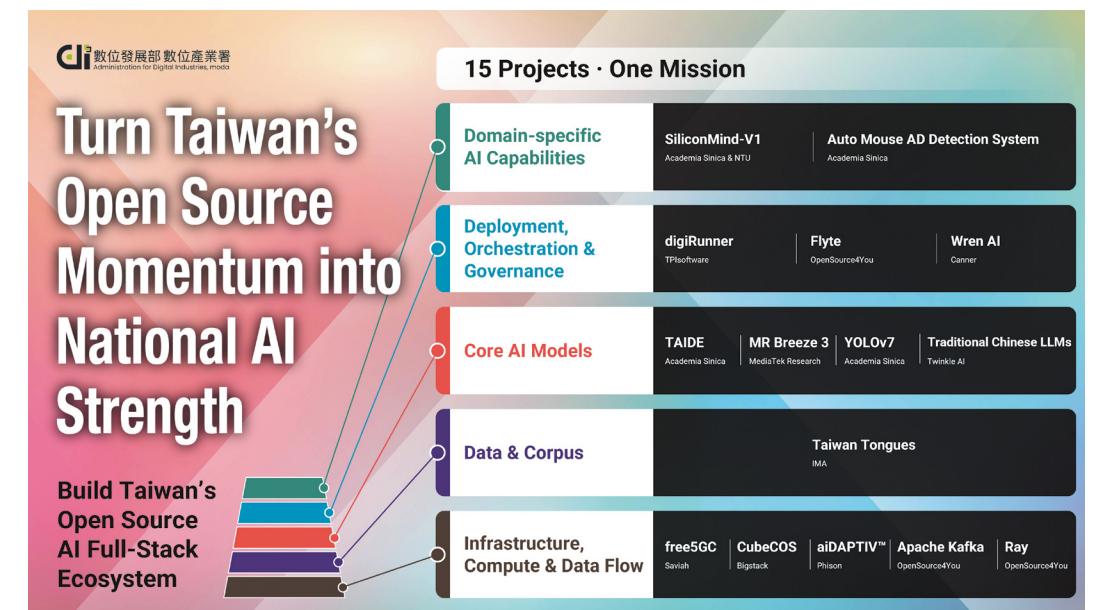 数位發展部 數位產業署
Administration for Digital Industries, moda
Turn Taiwan's
Open Source
Momentum into
National AI
Strength
Build Taiwan's
Open Source
AI Full-Stack
Ecosystem
15 Projects · One Mission
Domain-specific
AI Capabilities
SiliconMind-V1
Academia Sinica & NTU
Auto Mouse AD Detection System
Academia Sinica
Deployment,
Orchestration &
Governance
digiRunner
TPIsoftware
Flyte
OpenSource4You
Wren AI
Canner
Core AI Models
TAIDE
Academia Sinica
MR Breeze 3
MediaTek Research
YOLOv7
Academia Sinica
Traditional Chinese LLMs
Twinkle AI
Data & Corpus
Taiwan Tongues
IMA
Infrastructure,
Compute & Data Flow
free5GC
Saviah
CubeCOS
Bigstack
aiDAPTIV™
Phison
Apache Kafka
OpenSource4You
Ray
OpenSource4You